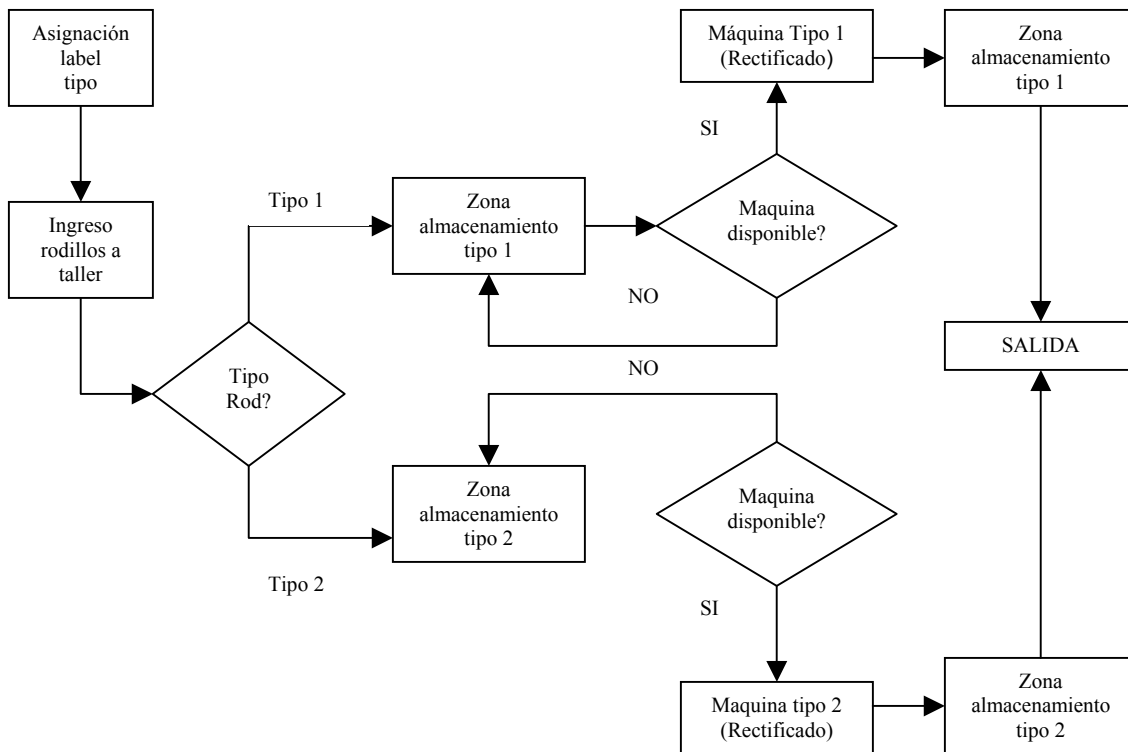 Asignación
label
tipo
Ingreso
rodillos a
taller
Tipo
Rod?
Tipo 1
Zona
almacenamiento
tipo 1
Maquina
disponible?
SI
NO
Máquina Tipo 1
(Rectificado)
Zona
almacenamiento
tipo 1
SALIDA
Tipo 2
Zona
almacenamiento
tipo 2
NO
Maquina
disponible?
SI
Maquina tipo 2
(Rectificado)
Zona
almacenamiento
tipo 2